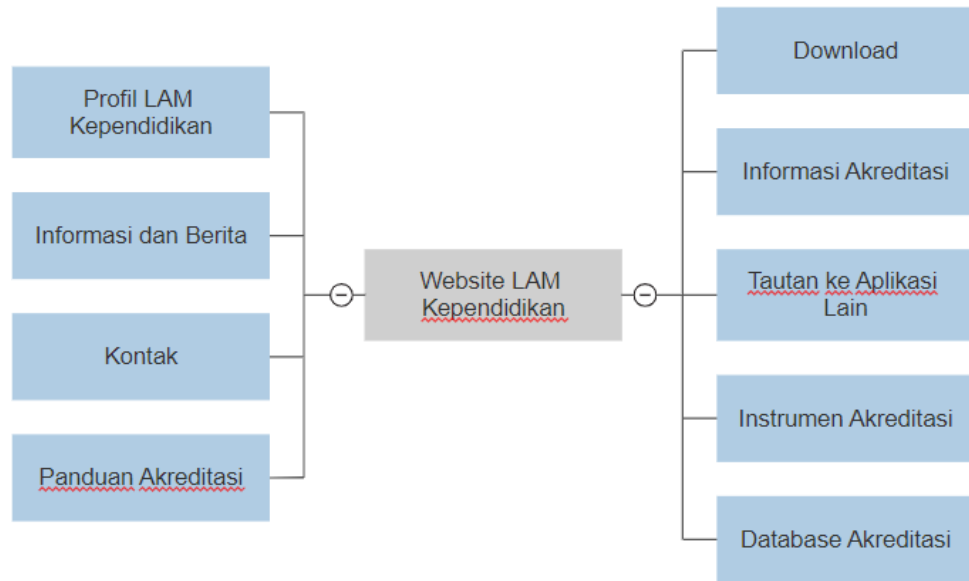 Profil LAM
Kependidikan
Informasi dan Berita
Kontak
Panduan Akreditasi
Website LAM
Kependidikan
Download
Informasi Akreditasi
Tautan ke Aplikasi
Lain
Instrumen Akreditasi
Database Akreditasi